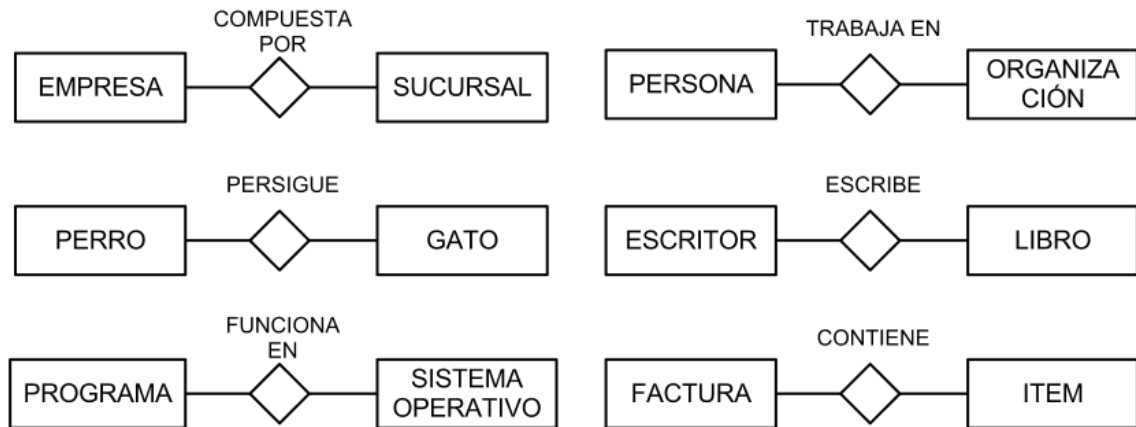 COMPUESTA
POR
EMPRESA
SUCURSAL
TRABAJA EN
PERSONA
ORGANIZA
CIÓN
PERSIGUE
PERRO
GATO
ESCRIBE
ESCRITOR
LIBRO
FUNCIONA
EN
PROGRAMA
SISTEMA
OPERATIVO
CONTIENE
FACTURA
ITEM